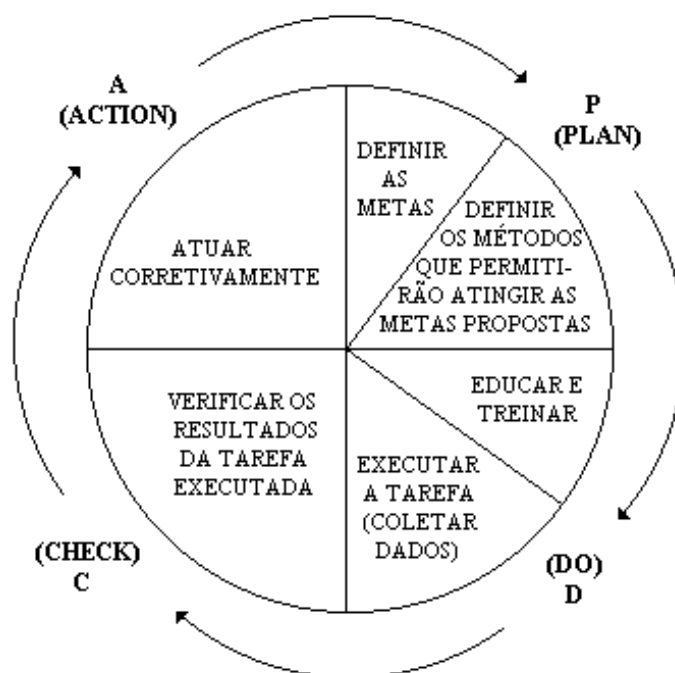 A
(ACTION)
P
(PLAN)
DEFINIR
AS
METAS
DEFINIR
OS MÉTODOS
QUE PERMITI-
RÃO ATINGIR AS
METAS PROPOSTAS
ATUAR
CORRETIVAMENTE
EDUCAR E
TREINAR
VERIFICAR OS
RESULTADOS
DA TAREFA
EXECUTADA
EXECUTAR
A TAREFA
(COLETAR
DADOS)
(CHECK)
C
(DO)
D